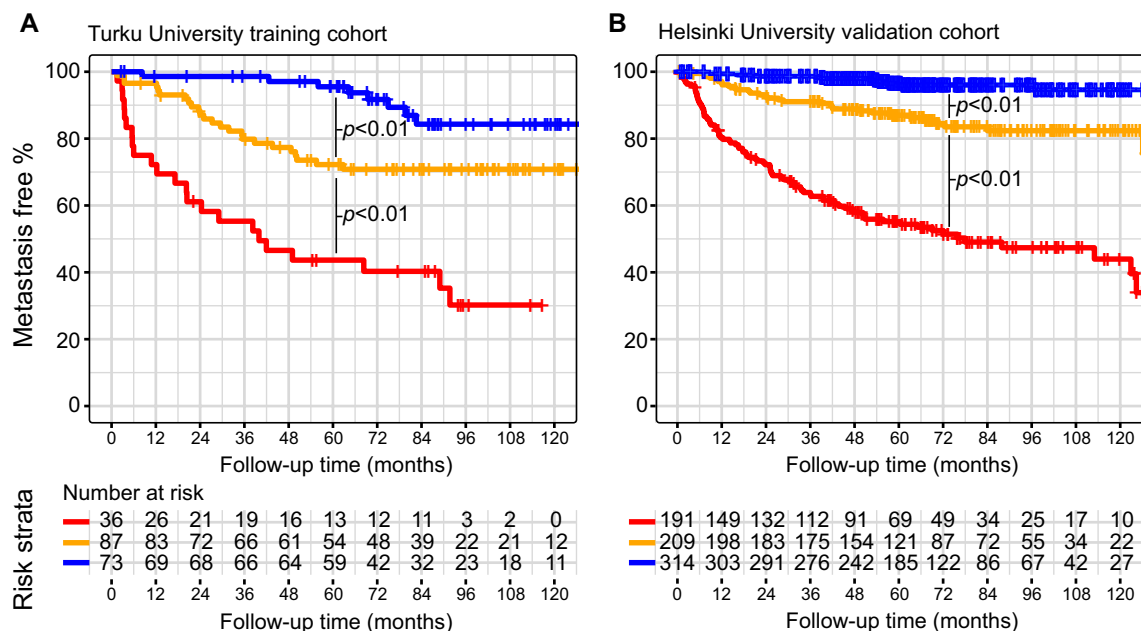 A
B
Turku University training cohort
Helsinki University validation cohort
Metastasis free %
100
80
60
40
20
0
-p<0.01
-p<0.01
0 12 24 36 48 60 72 84 96 108 120
Follow-up time (months)
100
80
60
40
20
0
-p<0.01
-p<0.01
0 12 24 36 48 60 72 84 96 108 120
Follow-up time (months)
Risk strata
Number at risk
36 26 21 19 16 13 12 11 3 2 0
87 83 72 66 61 54 48 39 22 21 12
73 69 68 66 64 59 42 32 23 18 11
0 12 24 36 48 60 72 84 96 108 120
Follow-up time (months)
191 149 132 112 91 69 49 34 25 17 10
209 198 183 175 154 121 87 72 55 34 22
314 303 291 276 242 185 122 86 67 42 27
0 12 24 36 48 60 72 84 96 108 120
Follow-up time (months)